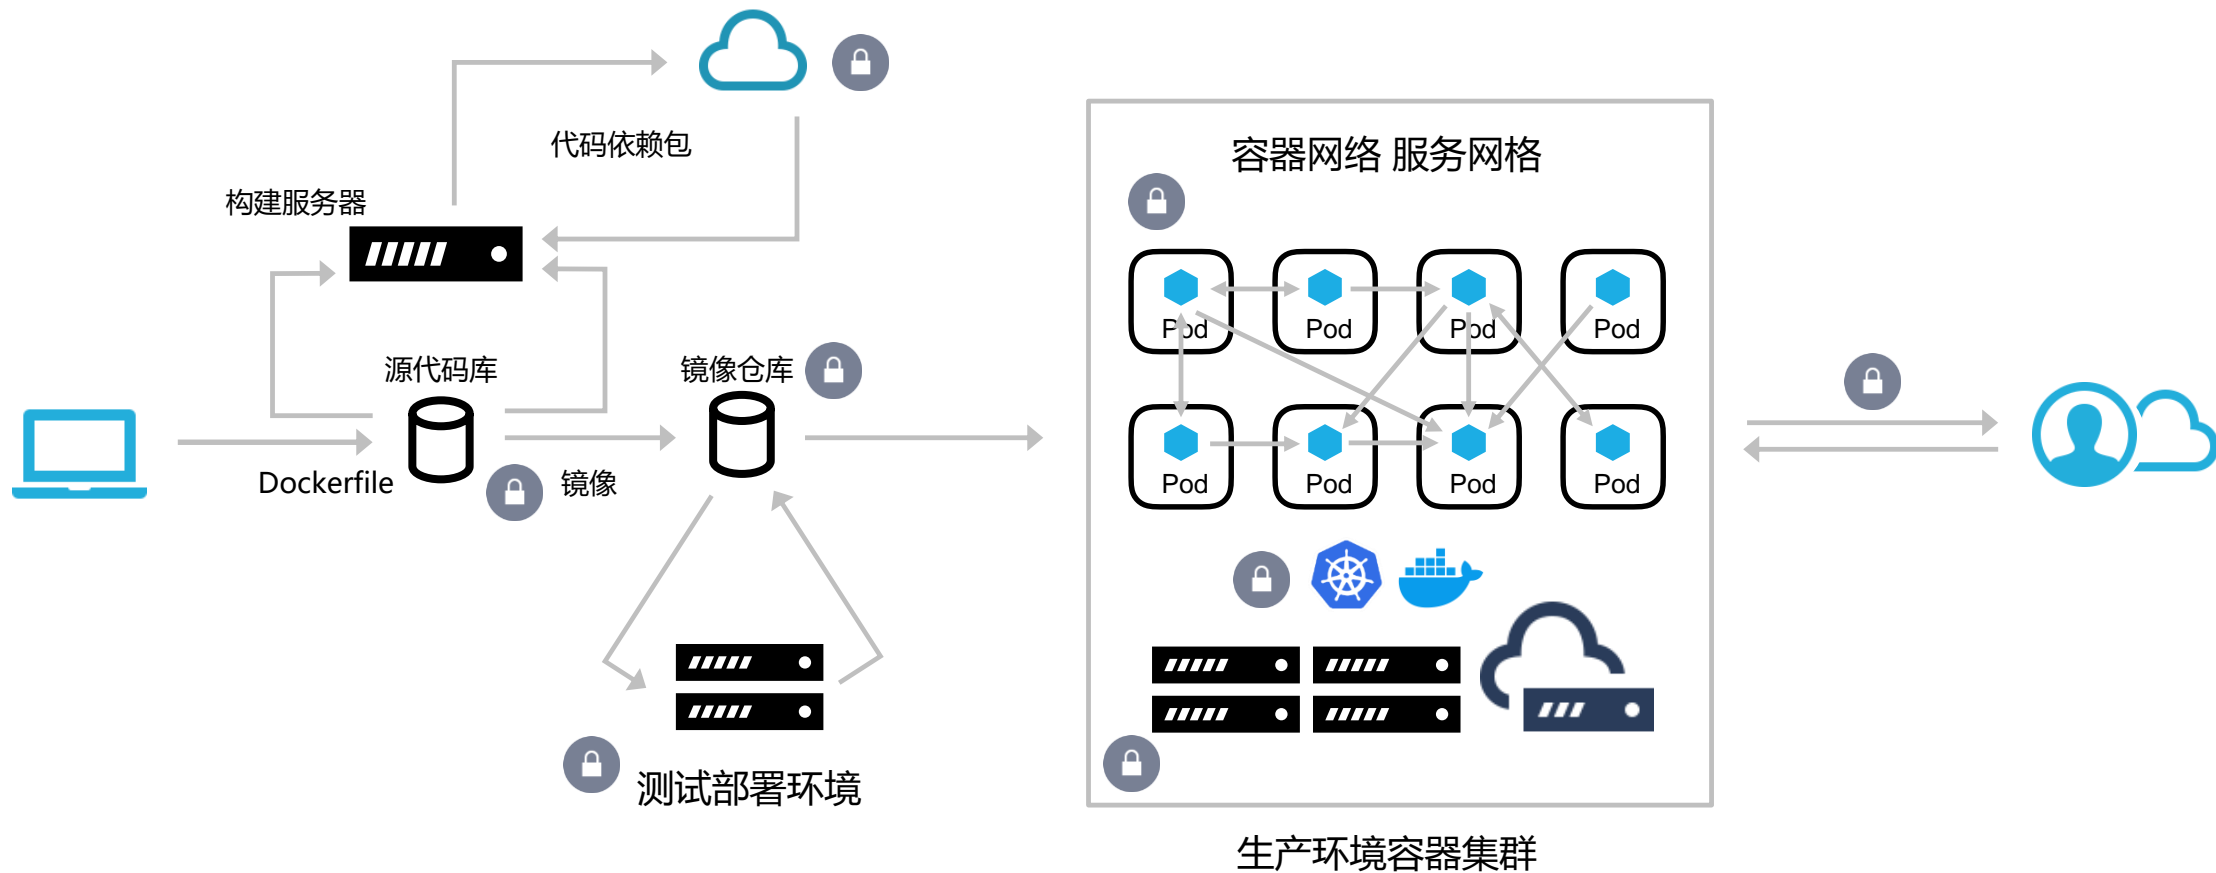 代码依赖包
构建服务器
源代码库
镜像仓库
Dockerfile
镜像
测试部署环境
容器网络 服务网格
Pod
Pod
Pod
Pod
Pod
Pod
Pod
Pod
生产环境容器集群